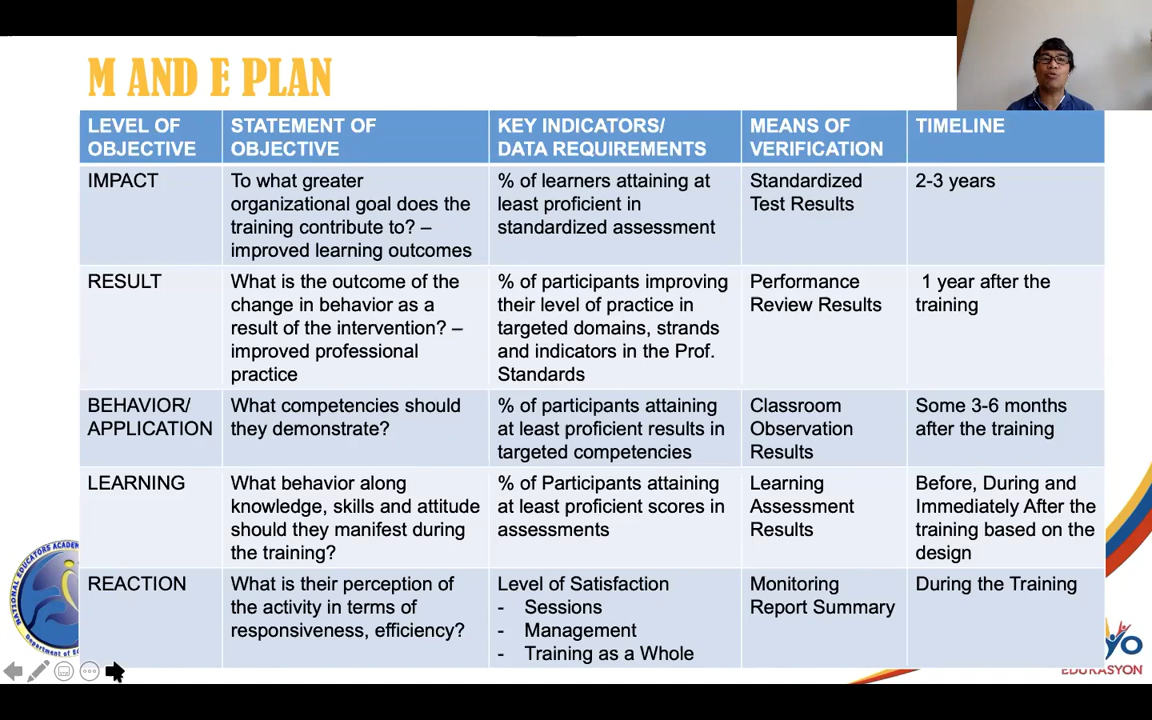 M AND E PLAN
LEVEL OF
OBJECTIVE
STATEMENT OF
OBJECTIVE
KEY INDICATORS/
DATA REQUIREMENTS
MEANS OF
VERIFICATION
TIMELINE
IMPACT
To what greater
organizational goal does the
training contribute to? –
improved learning outcomes
% of learners attaining at
least proficient in
standardized assessment
Standardized
Test Results
2-3 years
RESULT
What is the outcome of the
change in behavior as a
result of the intervention? –
improved professional
practice
% of participants improving
their level of practice in
targeted domains, strands
and indicators in the Prof.
Standards
Performance
Review Results
1 year after the
training
BEHAVIOR/
APPLICATION
What competencies should
they demonstrate?
% of participants attaining
at least proficient results in
targeted competencies
Classroom
Observation
Results
Some 3-6 months
after the training
LEARNING
What behavior along
knowledge, skills and attitude
should they manifest during
the training?
% of Participants attaining
at least proficient scores in
assessments
Learning
Assessment
Results
Before, During and
Immediately After the
training based on the
design
REACTION
What is their perception of
the activity in terms of
responsiveness, efficiency?
Level of Satisfaction
- Sessions
- Management
- Training as a Whole
Monitoring
Report Summary
During the Training
NATIONAL EDUCATORS ACADEM
Department of
YO
EDUKASYON